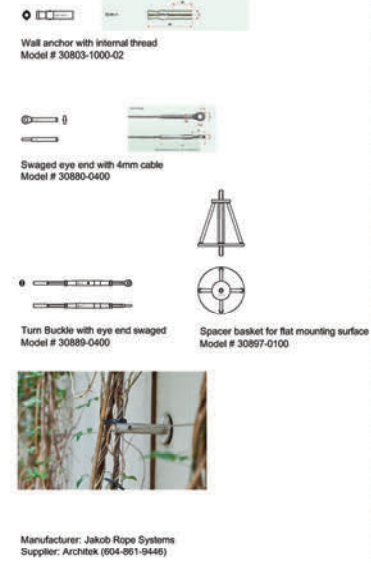 Wall anchor with internal thread
Model # 30803-1000-02
Swaged eye end with 4mm cable
Model # 30880-0400
Turn Buckle with eye end swaged
Model # 30889-0400
Spacer basket for flat mounting surface
Model # 30897-0100
Manufacturer: Jakob Rope Systems
Supplier: Architek (604-861-9446)